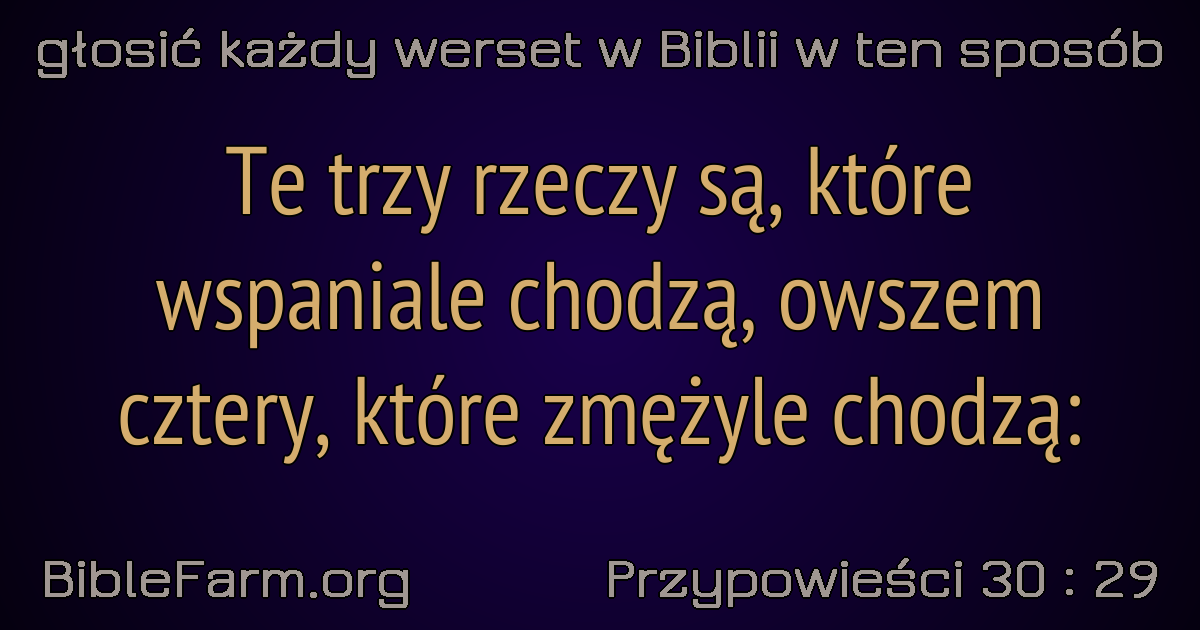 głosić każdy werset w Biblii w ten sposób
Te trzy rzeczy są, które
wspaniale chodzą, owszem
cztery, które zmężyle chodzą:
BibleFarm.org
Przypowieści 30 : 29